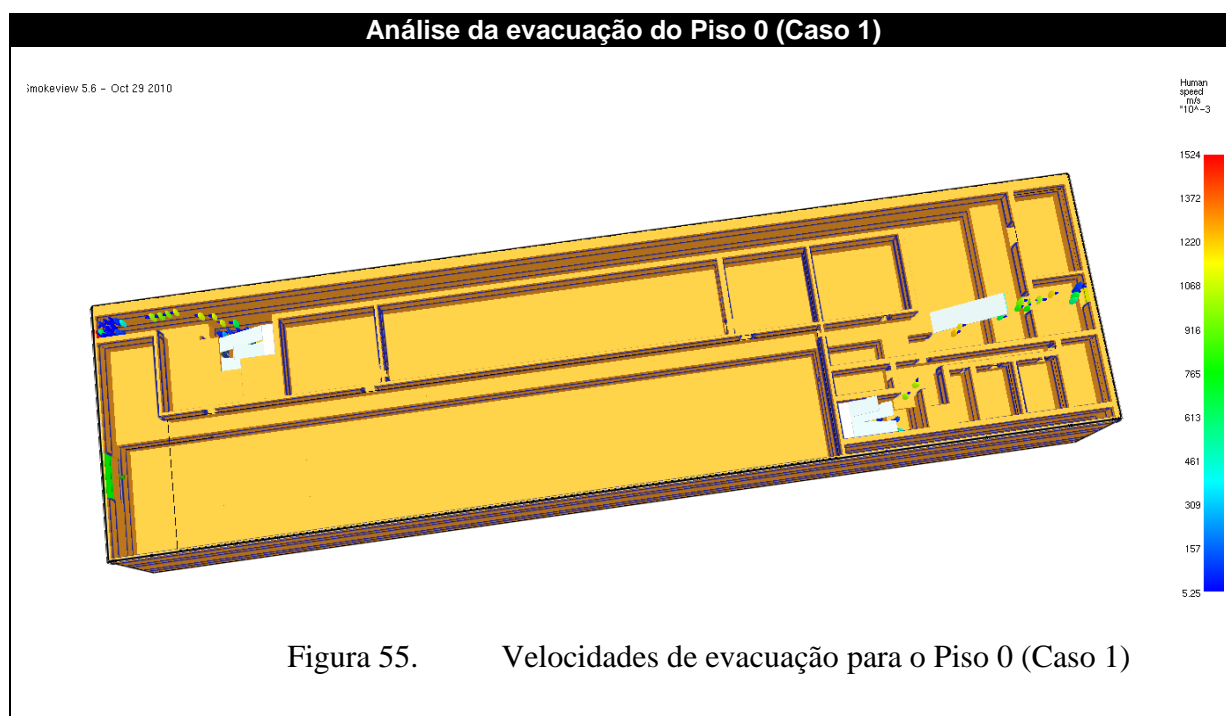 Análise da evacuação do Piso 0 (Caso 1)
mokeview 5.6 – Oct 29 2010
Human
speed
m/s
*10^-3
1524
1372
1220
1068
916
765
613
461
309
157
5.25
Figura 55. Velocidades de evacuação para o Piso 0 (Caso 1)